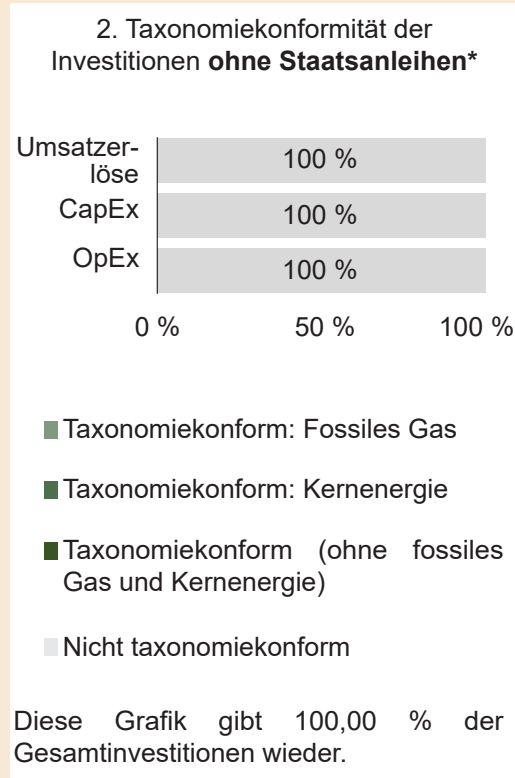 2. Taxonomiekonformität der
Investitionen ohne Staatsanleihen*
Umsatzer-
löse
100 %
CapEx
100 %
OpEx
100 %
0 % 50 % 100 %
Taxonomiekonform: Fossiles Gas
Taxonomiekonform: Kernenergie
Taxonomiekonform (ohne fossiles
Gas und Kernenergie)
Nicht taxonomiekonform
Diese Grafik gibt 100,00 % der
Gesamtinvestitionen wieder.